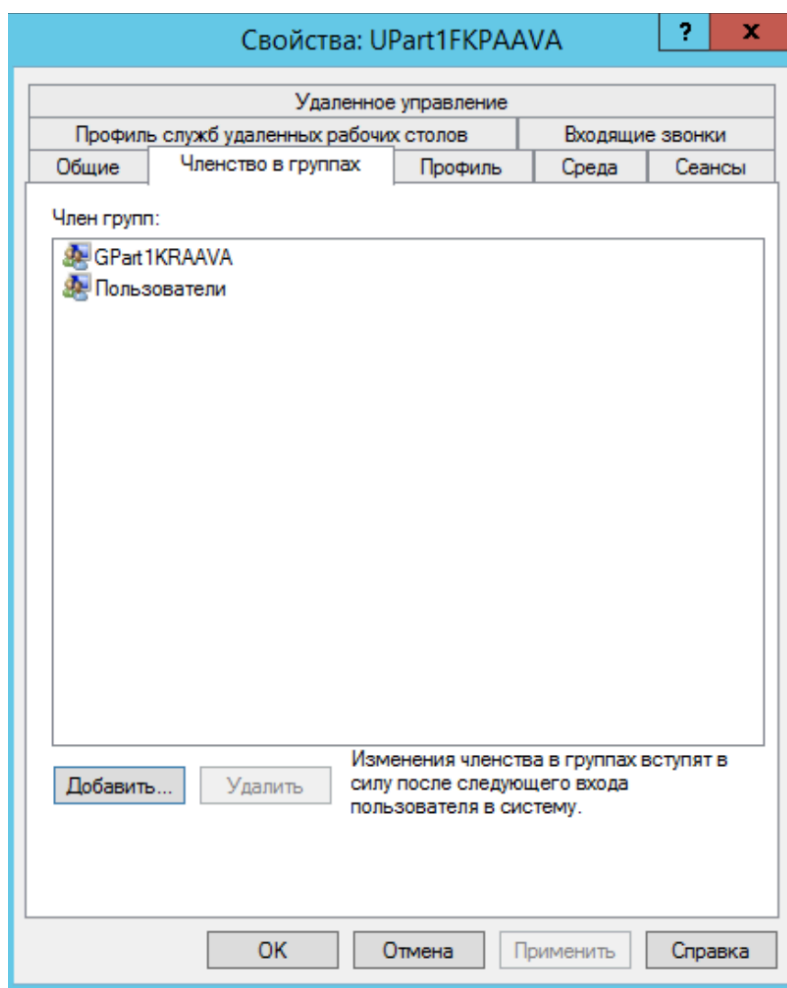 Свойства: UPart1FKPAAVA
?
x
Удаленное управление
Профиль служб удаленных рабочих столов
Входящие звонки
Общие
Членство в группах
Профиль
Среда
Сеансы
Член групп:
GPart1KRAAVA
Пользователи
Добавить...
Удалить
Изменения членства в группах вступят в
силу после следующего входа
пользователя в систему.
OK
Отмена
Применить
Справка